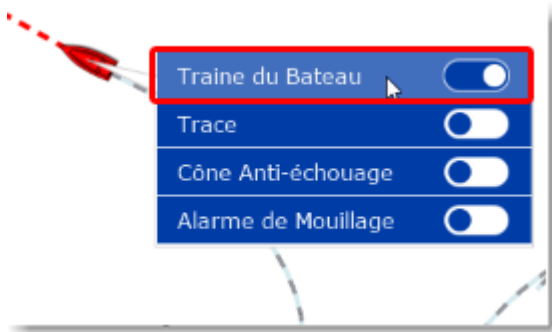 Traine du Bateau
Trace
Cône Anti-échouage
Alarme de Mouillage